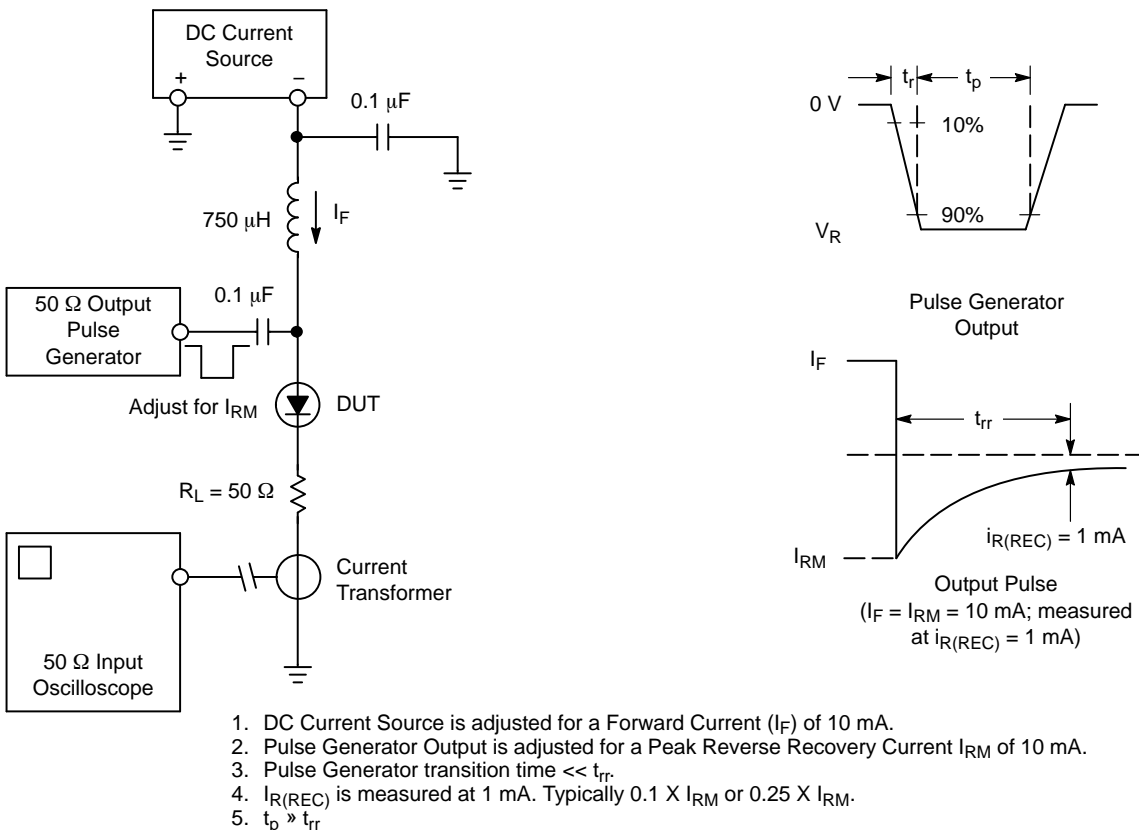 DC Current
Source
+ −
0.1 μF
750 μH
I_F
50 Ω Output
Pulse
Generator
0.1 μF
Adjust for I_RM
DUT
R_L = 50 Ω
Current
Transformer
50 Ω Input
Oscilloscope
t_r t_p
0 V
10%
90%
V_R
Pulse Generator
Output
I_F
t_rr
i_R(REC) = 1 mA
I_RM
Output Pulse
(I_F = I_RM = 10 mA; measured
at i_R(REC) = 1 mA)
1. DC Current Source is adjusted for a Forward Current (I_F) of 10 mA.
2. Pulse Generator Output is adjusted for a Peak Reverse Recovery Current I_RM of 10 mA.
3. Pulse Generator transition time << t_rr.
4. I_R(REC) is measured at 1 mA. Typically 0.1 X I_RM or 0.25 X I_RM.
5. t_p » t_rr